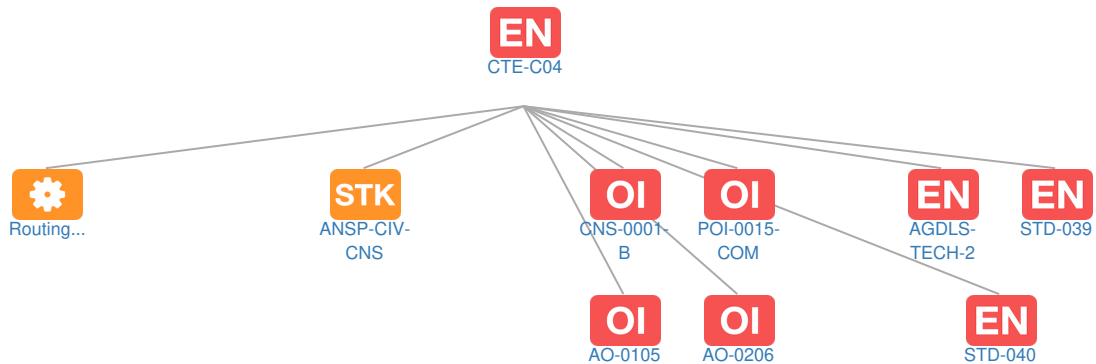 EN
CTE-C04
STK
OI
OI
EN
EN
Routing...
ANSP-CIV-
CNS
CNS-0001-
B
POI-0015-
COM
AGDLS-
TECH-2
STD-039
OI
OI
EN
AO-0105
AO-0206
STD-040